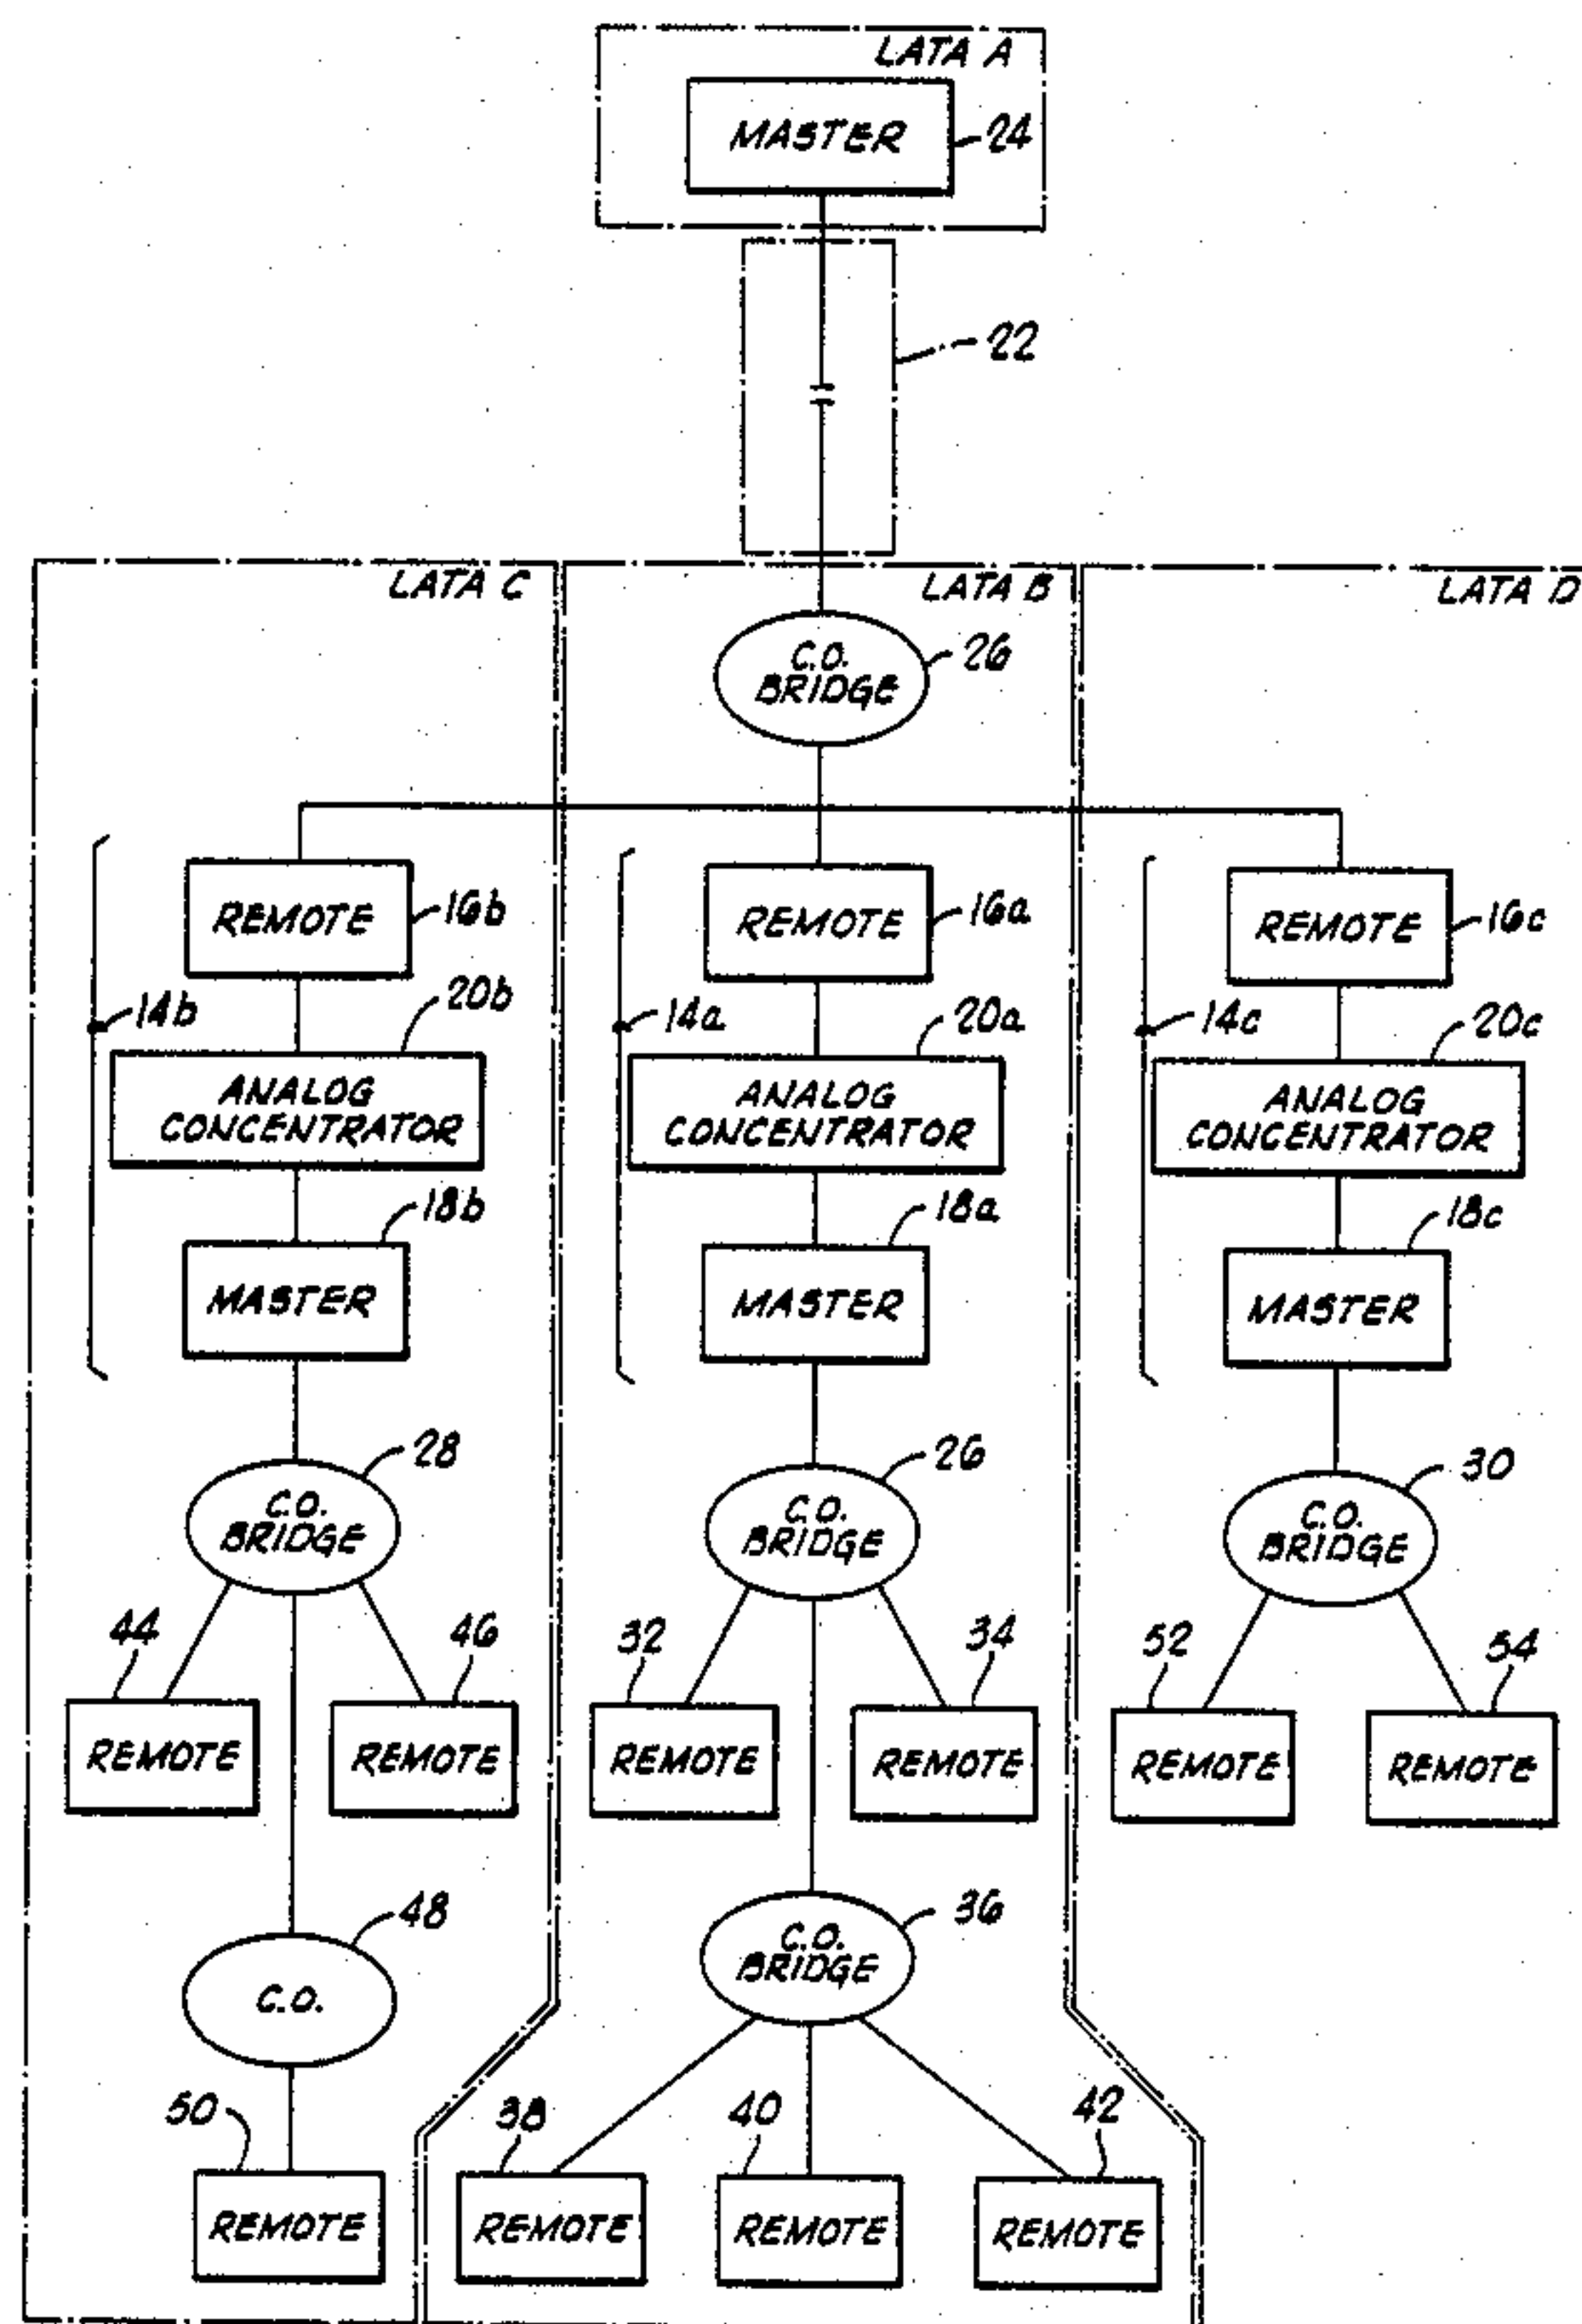 LATA A
MASTER
24
22
LATA C
LATA B
LATA D
C.O.
BRIDGE
26
REMOTE
16b
REMOTE
16a
REMOTE
16c
14b
20b
14a
20a
14c
20c
ANALOG
CONCENTRATOR
ANALOG
CONCENTRATOR
ANALOG
CONCENTRATOR
18b
18a
18c
MASTER
MASTER
MASTER
28
26
30
C.O.
BRIDGE
C.O.
BRIDGE
C.O.
BRIDGE
44
46
32
34
52
54
REMOTE
REMOTE
REMOTE
REMOTE
REMOTE
REMOTE
48
36
C.O.
C.O.
BRIDGE
50
38
40
42
REMOTE
REMOTE
REMOTE
REMOTE